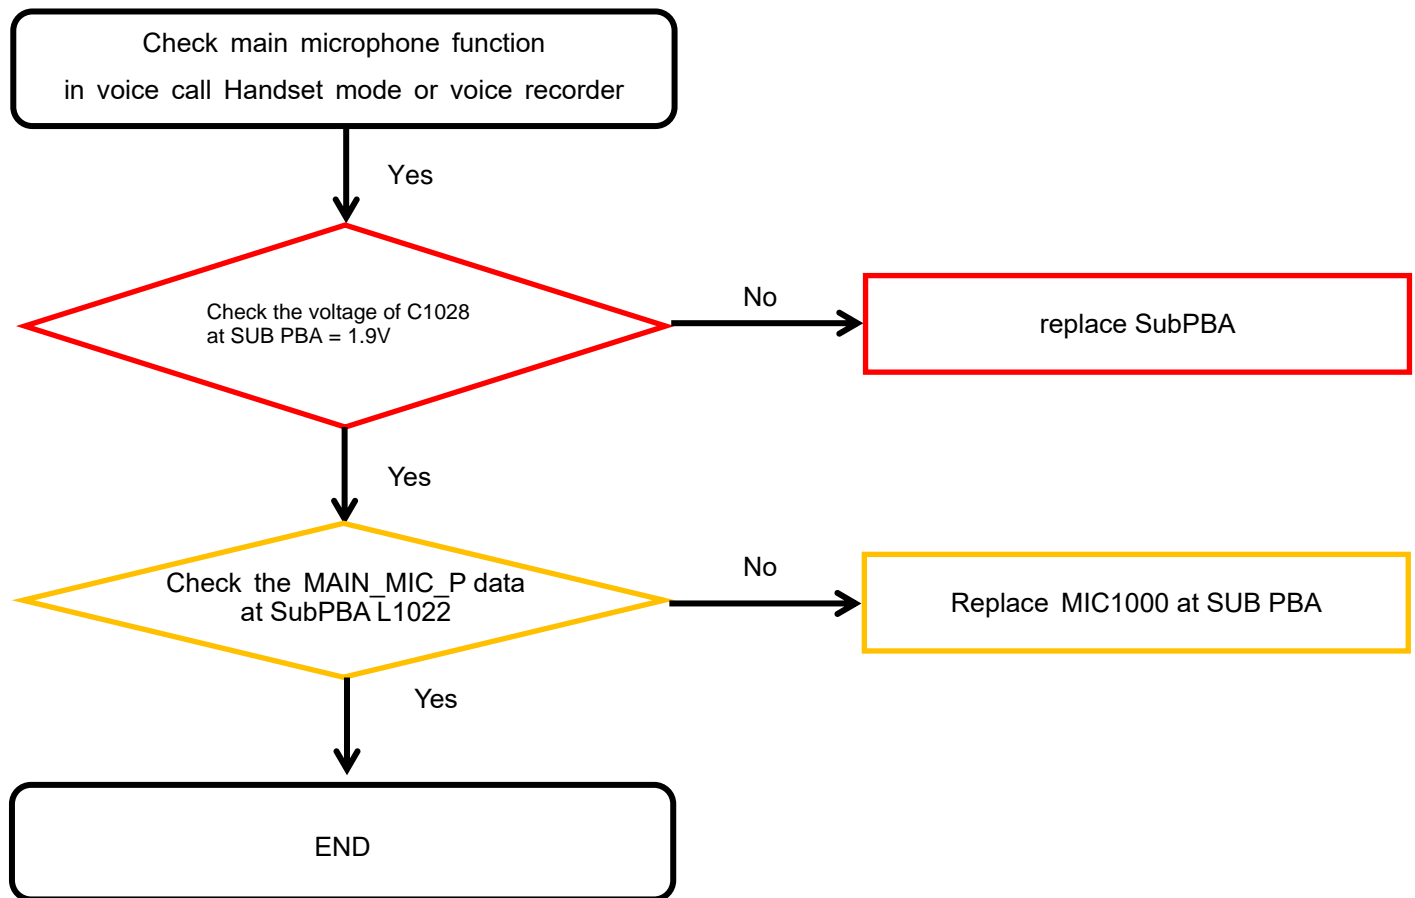 Check main microphone function
in voice call Handset mode or voice recorder
Yes
Check the voltage of C1028
at SUB PBA = 1.9V
No
replace SubPBA
Yes
Check the MAIN_MIC_P data
at SubPBA L1022
No
Replace MIC1000 at SUB PBA
Yes
END